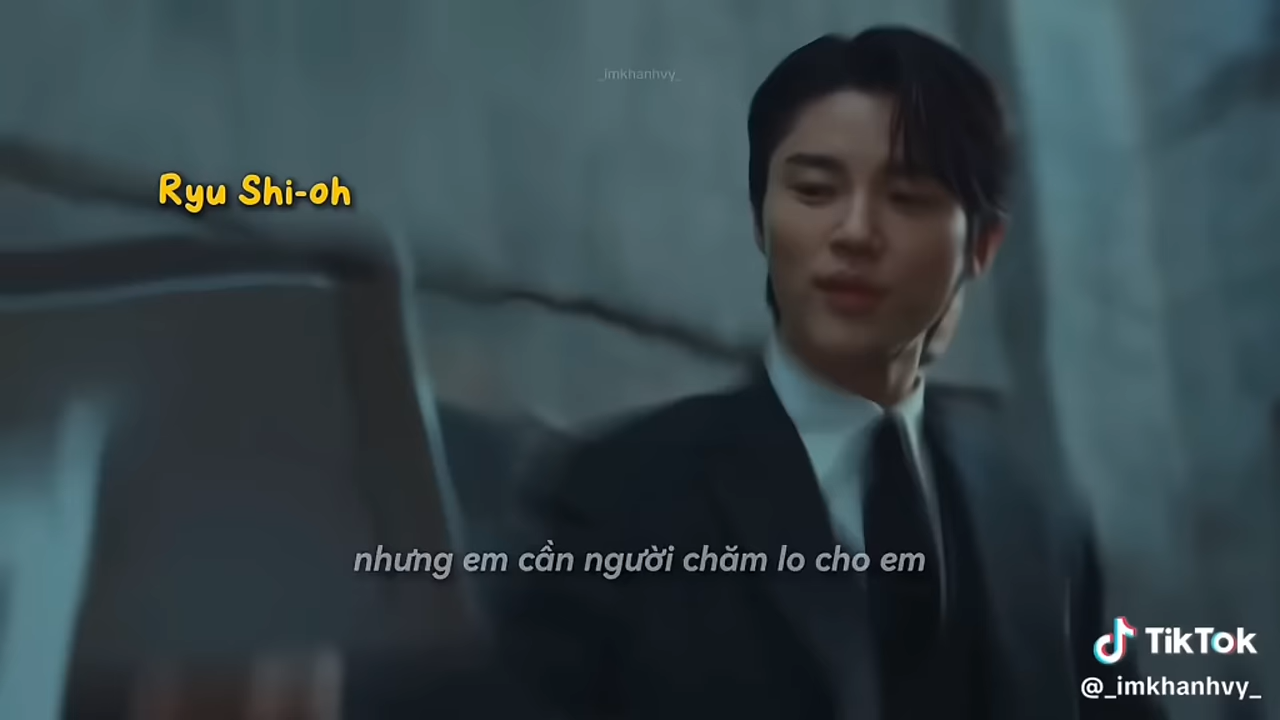 _imkhanhvy_
Ryu Shi-oh
nhưng em cần người chăm lo cho em
TikTok
@_imkhanhvy_